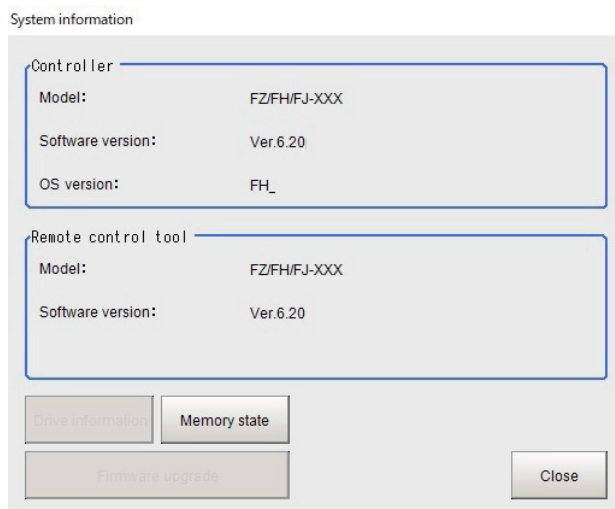 System information
Controller
Model: FZ/FH/FJ-XXX
Software version: Ver.6.20
OS version: FH_
Remote control tool
Model: FZ/FH/FJ-XXX
Software version: Ver.6.20
Drive information Memory state
Firmware upgrade Close